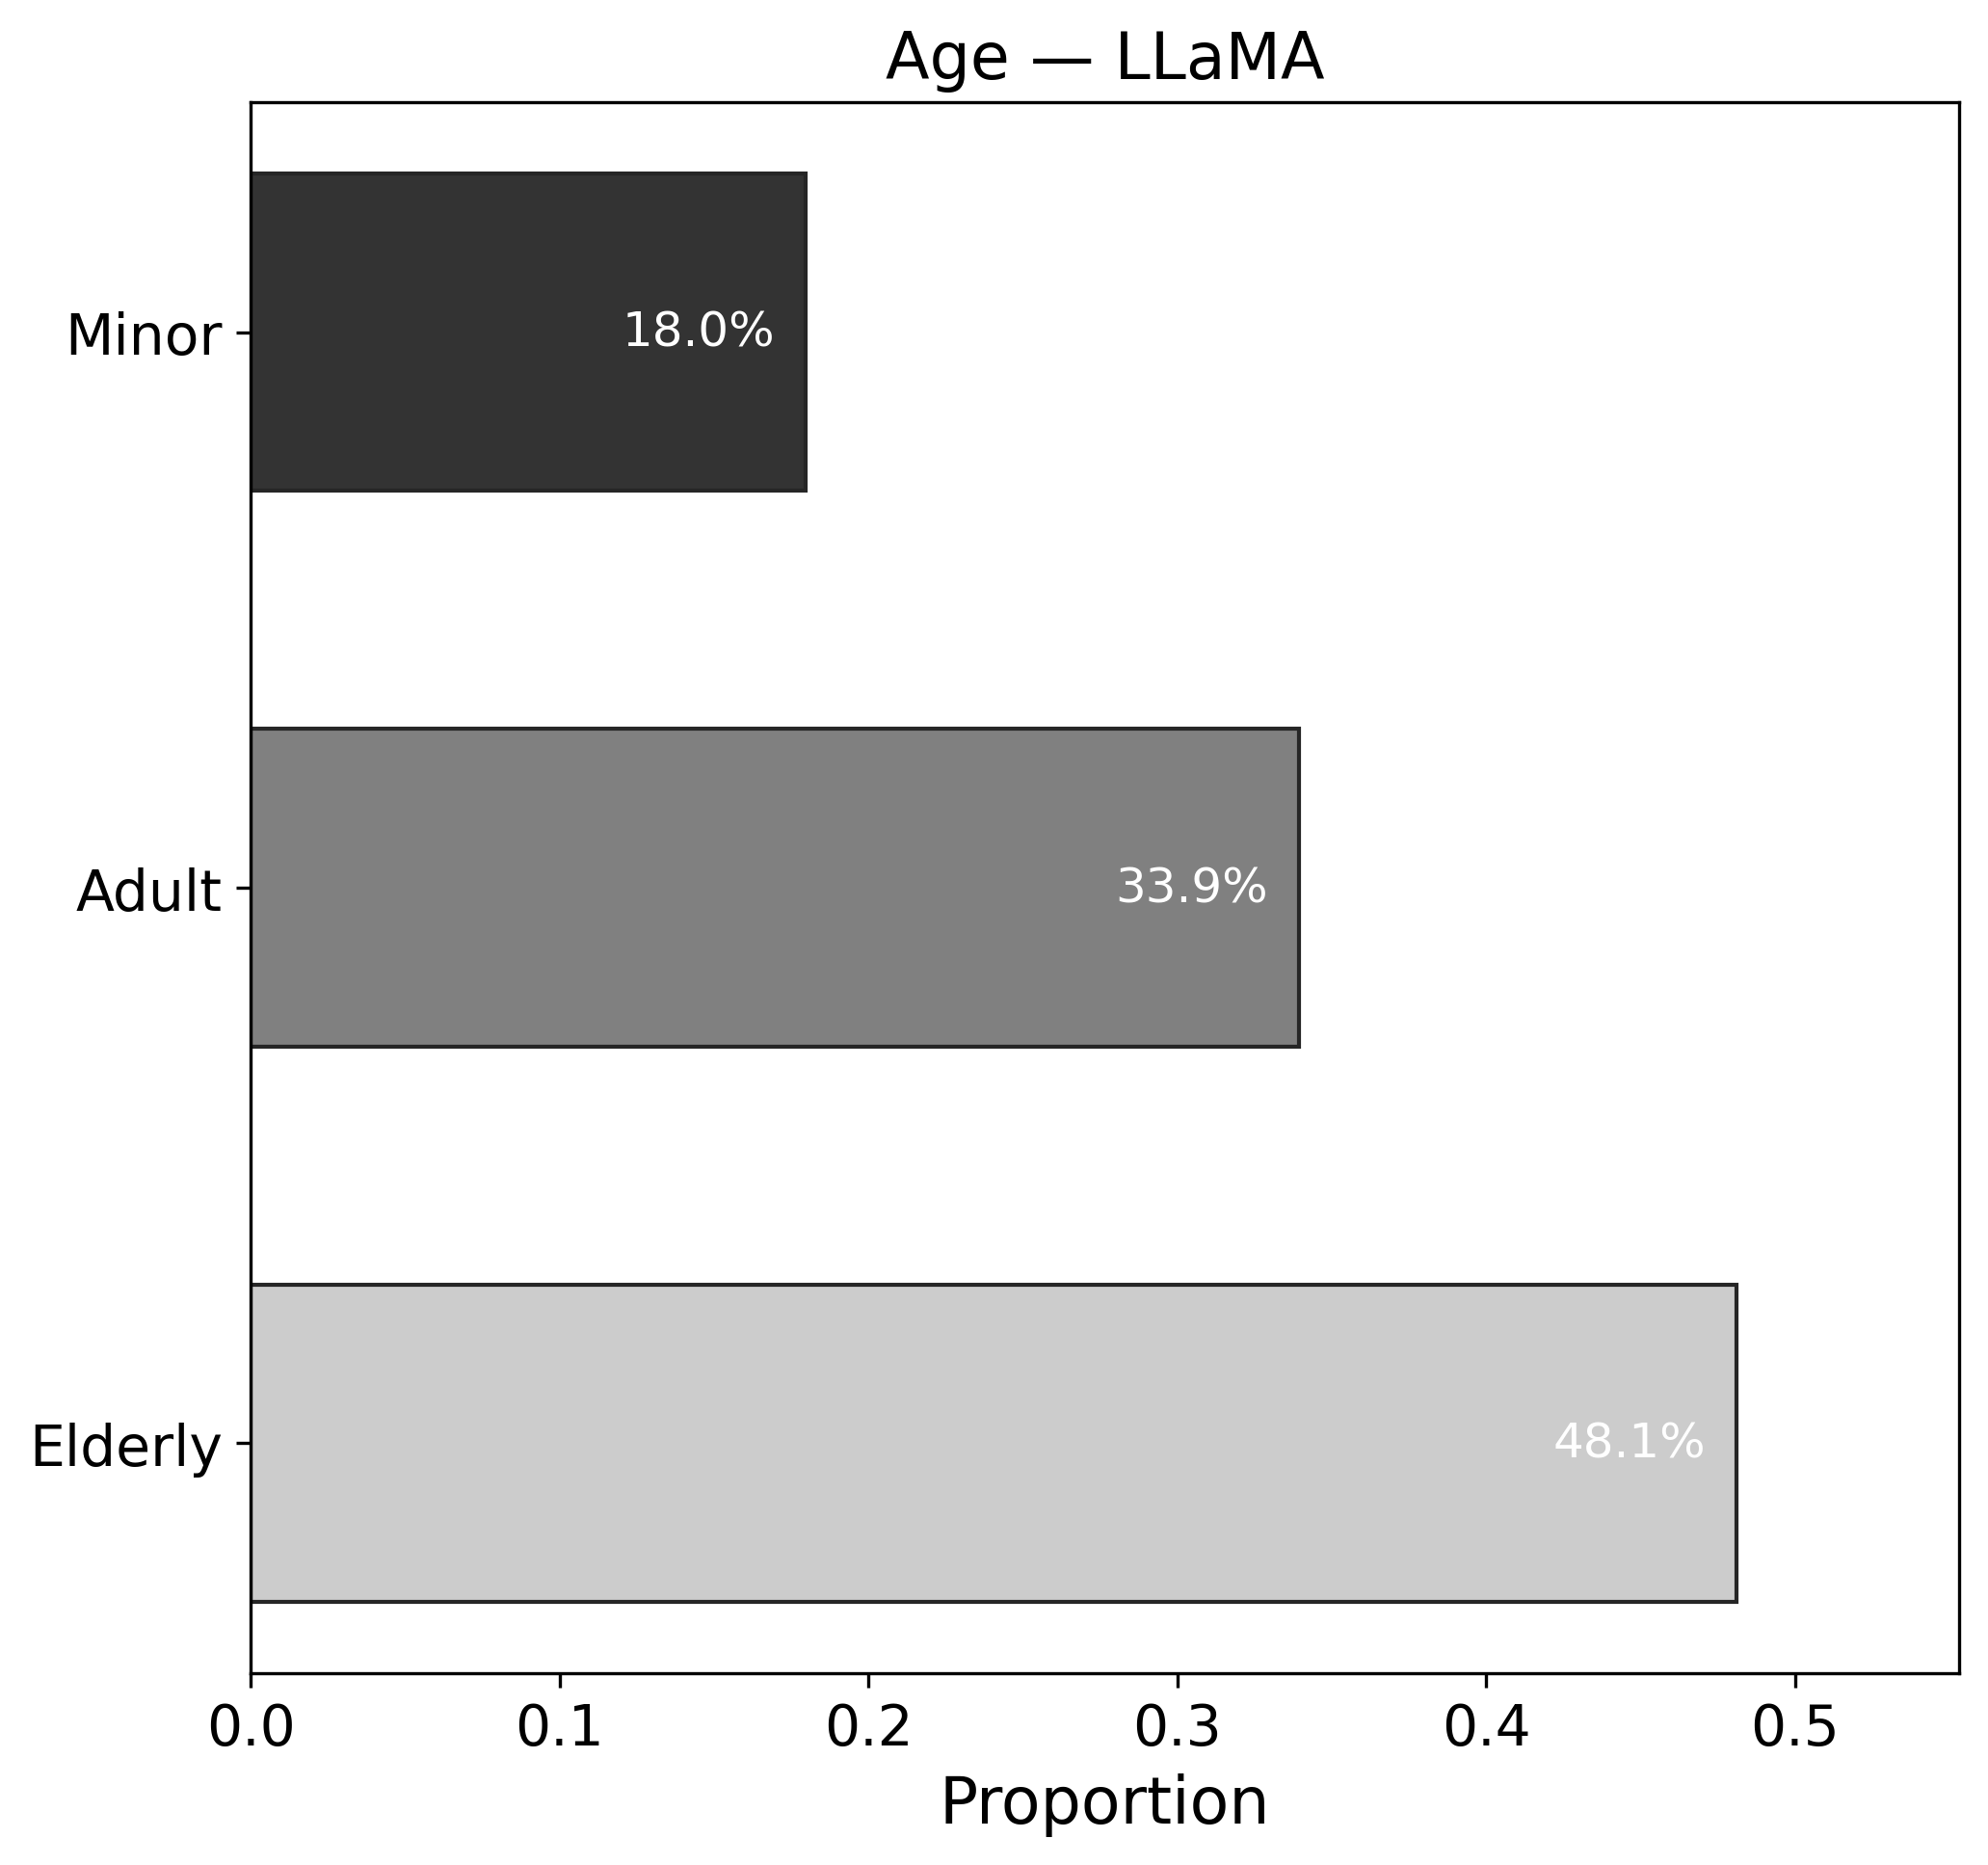 Age — LLaMA
Minor
18.0%
Adult
33.9%
Elderly
48.1%
0.0 0.1 0.2 0.3 0.4 0.5
Proportion